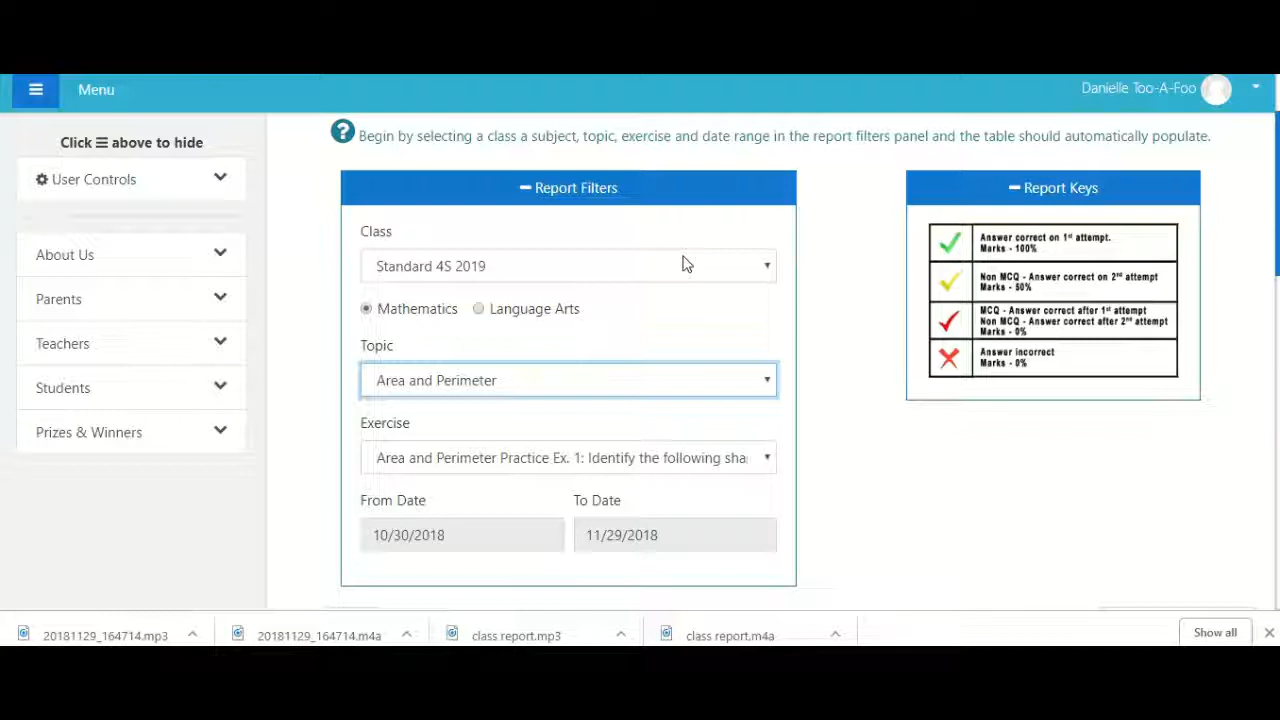 Menu
Danielle Too-A-Foo
Click ☰ above to hide
User Controls
About Us
Parents
Teachers
Students
Prizes & Winners
Begin by selecting a class a subject, topic, exercise and date range in the report filters panel and the table should automatically populate.
Report Filters
Class
Standard 4S 2019
Mathematics
Language Arts
Topic
Area and Perimeter
Exercise
Area and Perimeter Practice Ex. 1: Identify the following sha
From Date
To Date
10/30/2018
11/29/2018
Report Keys
Answer correct on 1st attempt.
Marks - 100%
Non MCQ - Answer correct on 2nd attempt
Marks - 50%
MCQ - Answer correct after 1st attempt
Non MCQ - Answer correct after 2nd attempt
Marks - 0%
Answer incorrect
Marks - 0%
20181129_164714.mp3
20181129_164714.m4a
class report.mp3
class report.m4a
Show all